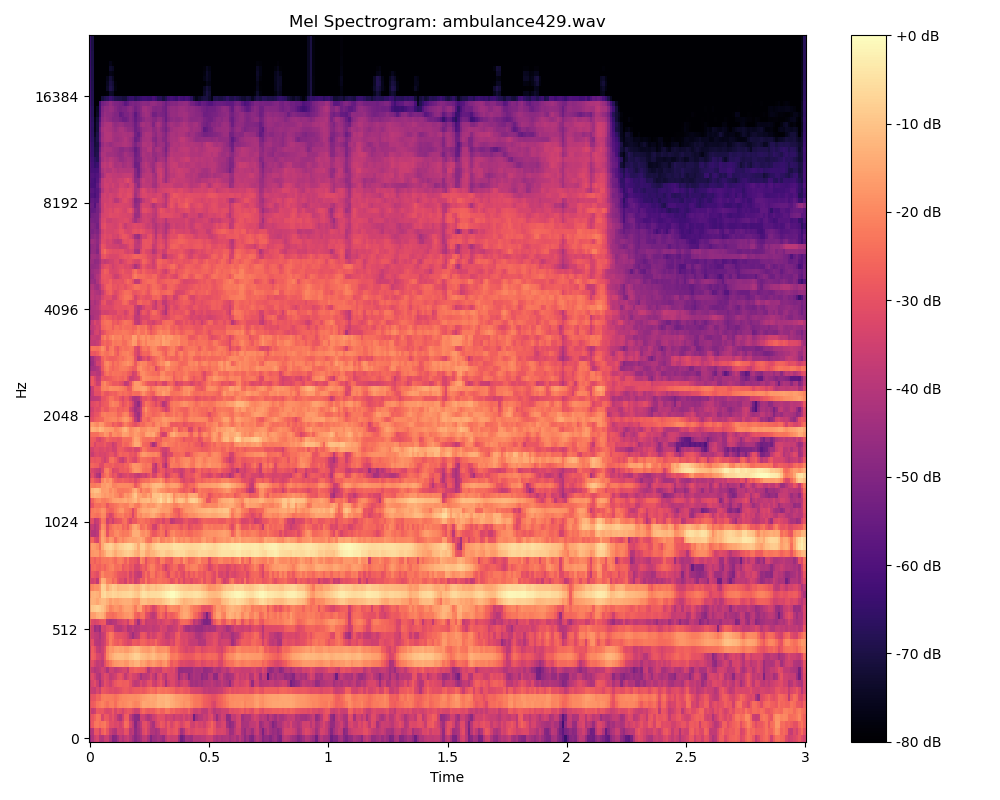 Mel Spectrogram: ambulance429.wav
+0 dB
16384
-10 dB
8192
-20 dB
4096
-30 dB
Hz
-40 dB
2048
-50 dB
1024
-60 dB
512
-70 dB
0
-80 dB
0 0.5 1 1.5 2 2.5 3
Time